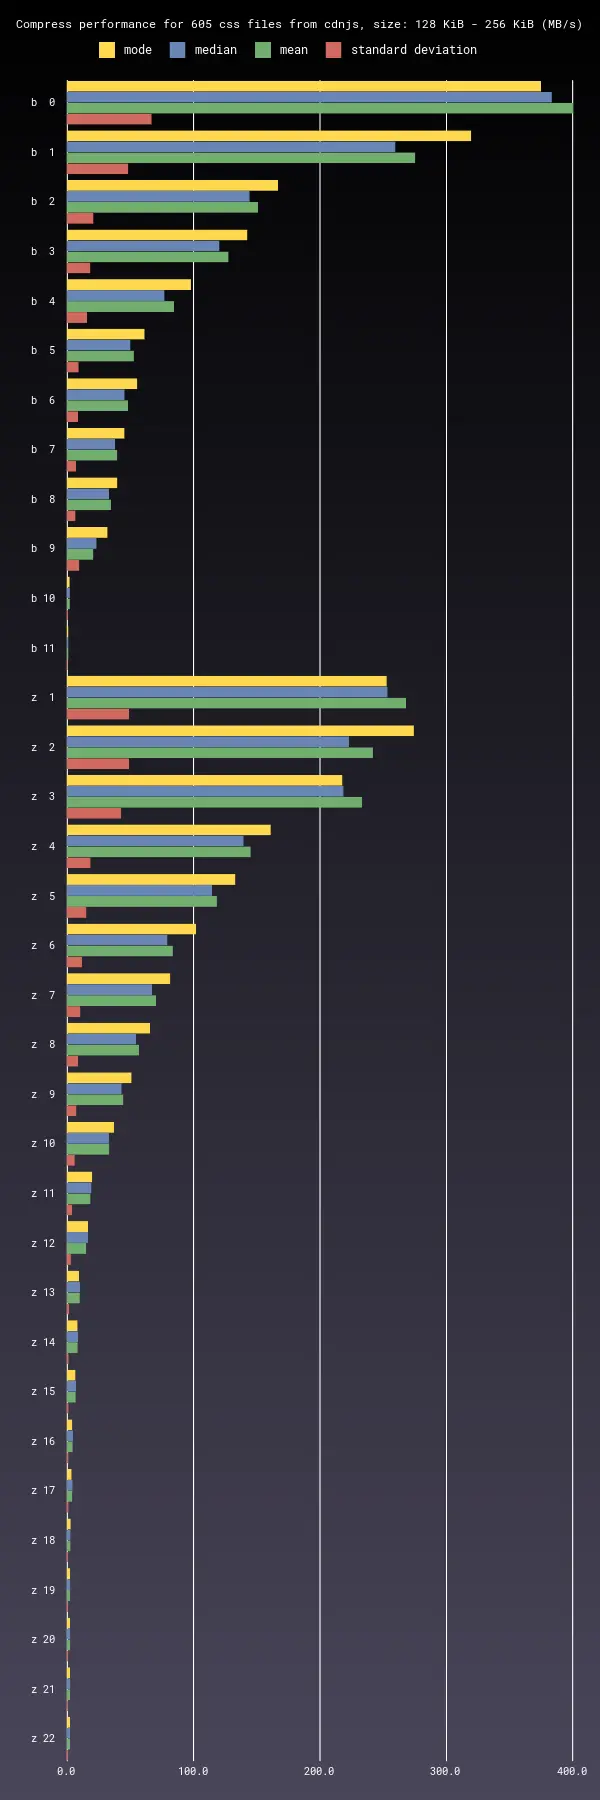 Compress performance for 605 css files from cdnjs, size: 128 KiB - 256 KiB (MB/s)
mode median mean standard deviation
b 0
b 1
b 2
b 3
b 4
b 5
b 6
b 7
b 8
b 9
b 10
b 11
z 1
z 2
z 3
z 4
z 5
z 6
z 7
z 8
z 9
z 10
z 11
z 12
z 13
z 14
z 15
z 16
z 17
z 18
z 19
z 20
z 21
z 22
0.0 100.0 200.0 300.0 400.0